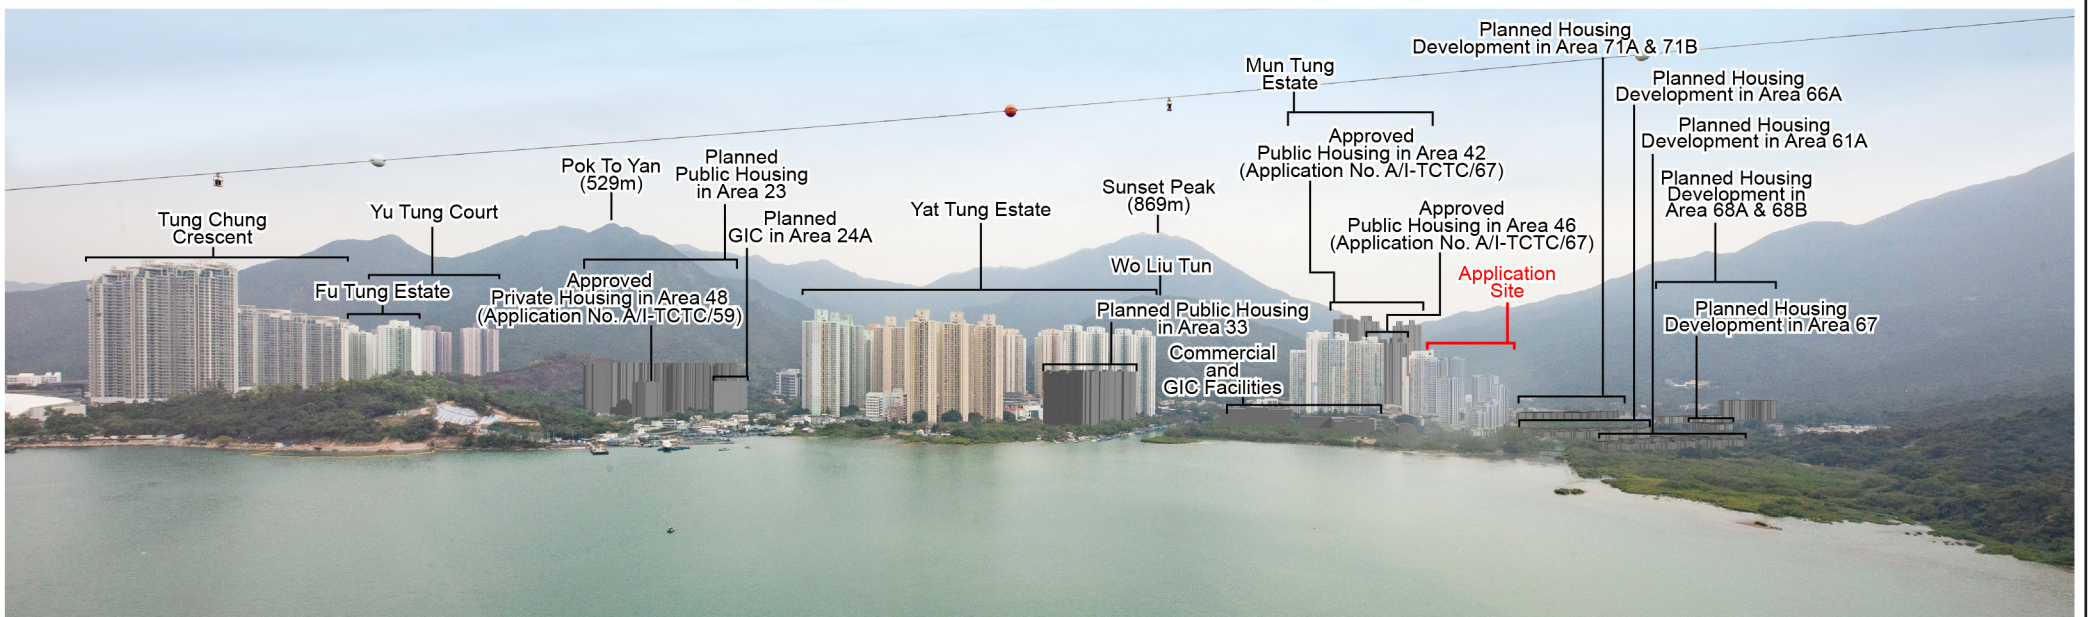 Planned Housing
Development in Area 71A & 71B
Mun Tung
Estate
Planned Housing
Development in Area 66A
Planned Housing
Development in Area 61A
Approved
Public Housing in Area 42
(Application No. A/I-TCTC/67)
Pok To Yan
(529m)
Planned
Public Housing
in Area 23
Planned Housing
Development in
Area 68A & 68B
Sunset Peak
(869m)
Tung Chung
Crescent
Yu Tung Court
Planned
GIC in Area 24A
Yat Tung Estate
Approved
Public Housing in Area 46
(Application No. A/I-TCTC/67)
Wo Liu Tun
Application
Site
Fu Tung Estate
Approved
Private Housing in Area 48
(Application No. A/I-TCTC/59)
Planned Public Housing
in Area 33
Planned Housing
Development in Area 67
Commercial
and
GIC Facilities